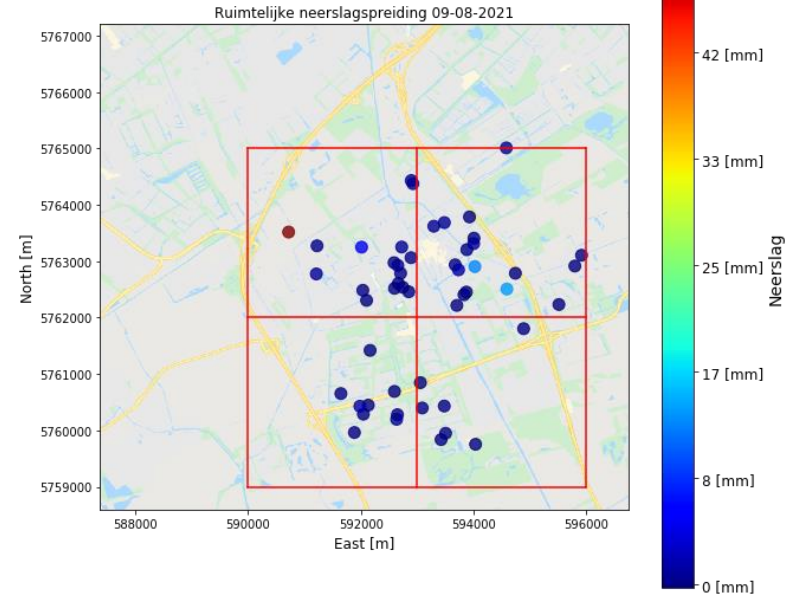 Ruimtelijke neerslagspreiding 09-08-2021
5767000
5766000
5765000
5764000
5763000
5762000
5761000
5760000
5759000
North [m]
588000
590000
592000
594000
596000
East [m]
42 [mm]
33 [mm]
25 [mm]
17 [mm]
8 [mm]
0 [mm]
Neerslag